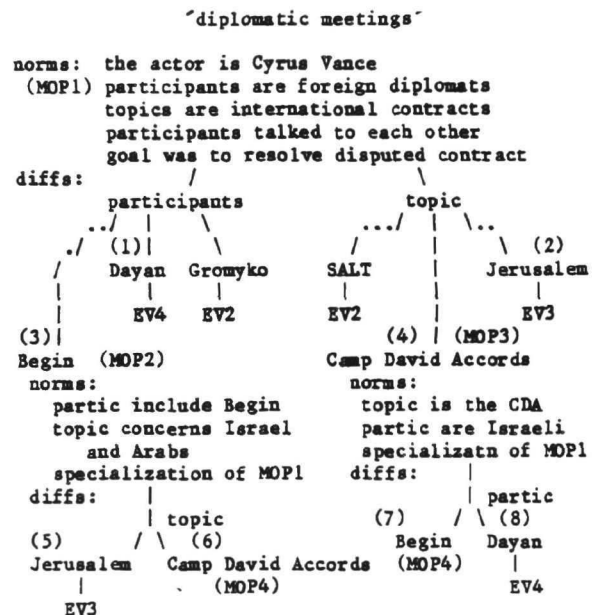 ´diplomatic meetings´
norms: the actor is Cyrus Vance
(MOP1) participants are foreign diplomats
topics are international contracts
participants talked to each other
goal was to resolve disputed contract
diffs: / \
participants topic
../ | \ .../ | \..
./ (1)| \ / | \ (2)
/ Dayan Gromyko SALT | Jerusalem
| | | | | |
| EV4 EV2 EV2 | EV3
(3)| (4) | (MOP3)
Begin (MOP2) Camp David Accords
norms: norms:
partic include Begin topic is the CDA
topic concerns Israel partic are Israeli
and Arabs specializatn of MOP1
specialization of MOP1 diffs: |
diffs: | | partic
| topic (7) / \ (8)
(5) / \ (6) Begin Dayan
Jerusalem Camp David Accords (MOP4) |
| (MOP4) EV4
EV3